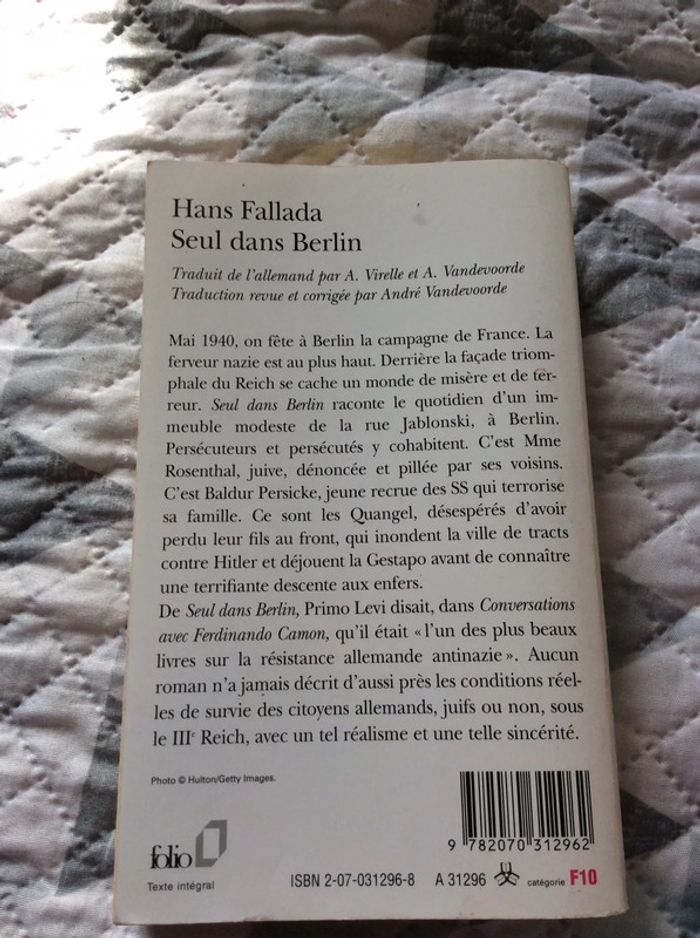 Hans Fallada
Seul dans Berlin
Traduit de l'allemand par A. Virelle et A. Vandevoorde
Traduction revue et corrigée par André Vandevoorde
Mai 1940, on fête à Berlin la campagne de France. La
ferveur nazie est au plus haut. Derrière la façade triom-
phale du Reich se cache un monde de misère et de ter-
reur. Seul dans Berlin raconte le quotidien d'un im-
meuble modeste de la rue Jablonski, à Berlin.
Persécuteurs et persécutés y cohabitent. C'est Mme
Rosenthal, juive, dénoncée et pillée par ses voisins.
C'est Baldur Persicke, jeune recrue des SS qui terrorise
sa famille. Ce sont les Quangel, désespérés d'avoir
perdu leur fils au front, qui inondent la ville de tracts
contre Hitler et déjouent la Gestapo avant de connaître
une terrifiante descente aux enfers.
De Seul dans Berlin, Primo Levi disait, dans Conversations
avec Ferdinando Camon, qu'il était « l'un des plus beaux
livres sur la résistance allemande antinazie ». Aucun
roman n'a jamais décrit d'aussi près les conditions réel-
les de survie des citoyens allemands, juifs ou non, sous
le IIIe Reich, avec un tel réalisme et une telle sincérité.
Photo © Hulton/Getty Images.
9 782070 312962
folio
Texte intégral
ISBN 2-07-031296-8 A 31296 catégorie F10